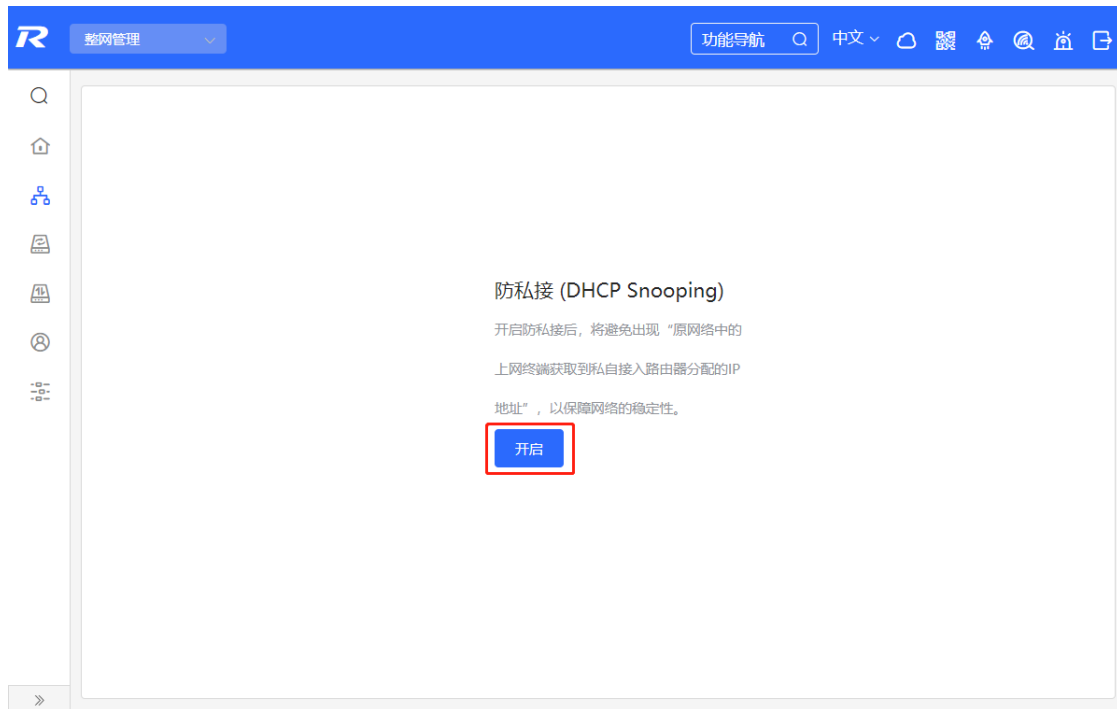 R
整网管理
功能导航
中文
防私接 (DHCP Snooping)
开启防私接后，将避免出现“原网络中的
上网终端获取到私自接入路由器分配的IP
地址”，以保障网络的稳定性。
开启